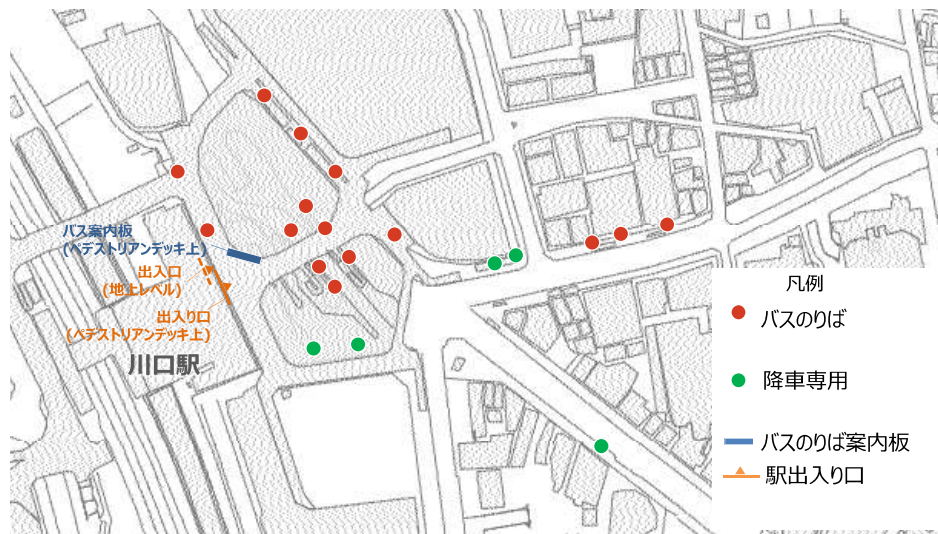 バス案内板
(ペデストリアンデッキ上)
出入口
(地上レベル)
出入り口
(ペデストリアンデッキ上)
川口駅
凡例
バスのりば
降車専用
バスのりば案内板
駅出入り口